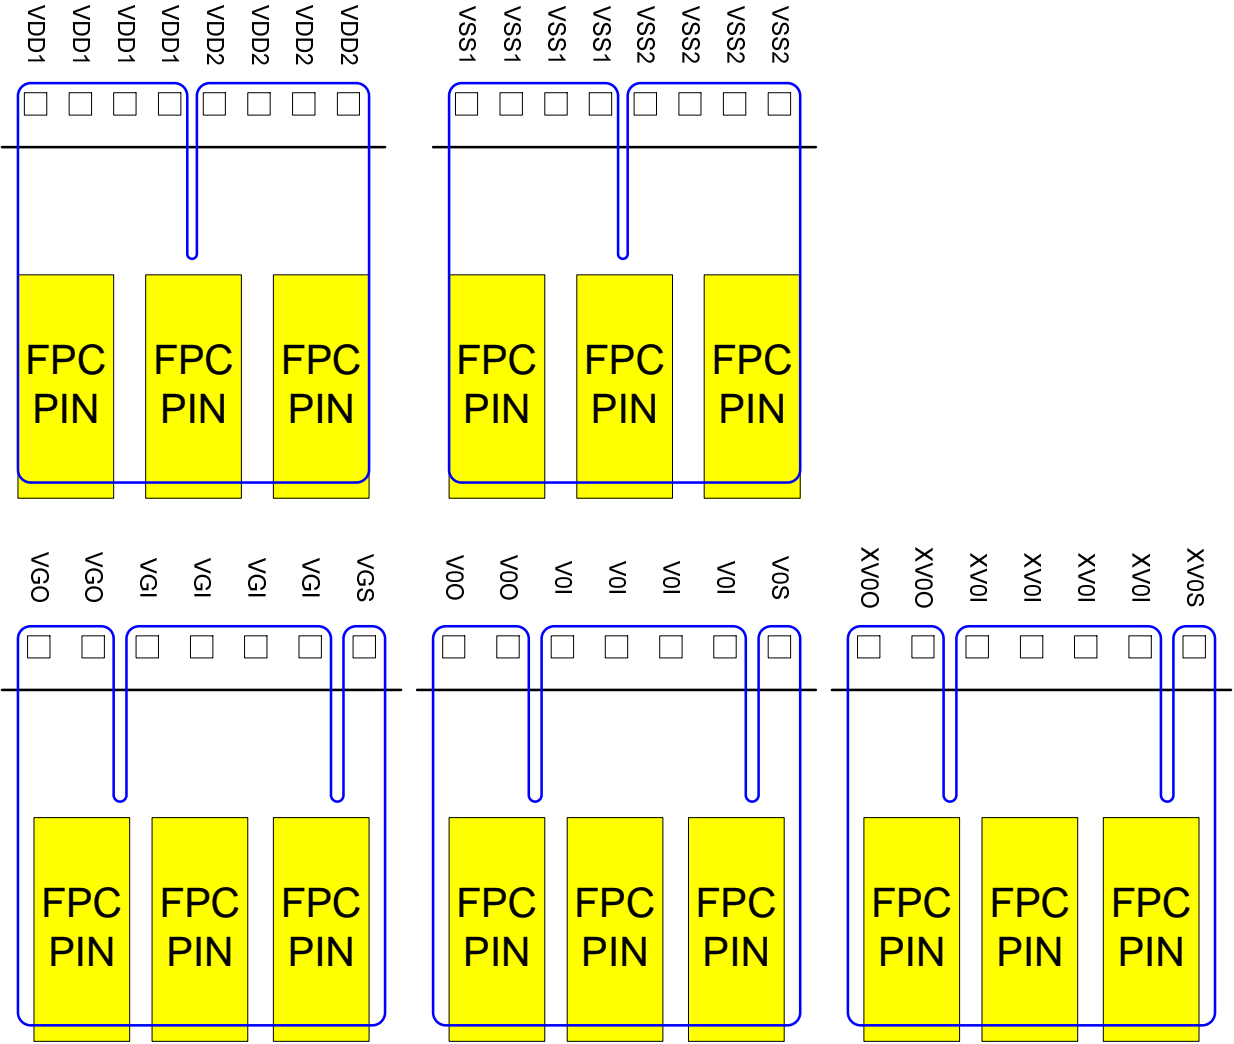 VDD1 VDD1 VDD1 VDD1 VDD2 VDD2 VDD2 VDD2
VSS1 VSS1 VSS1 VSS1 VSS2 VSS2 VSS2 VSS2
FPC PIN
FPC PIN
FPC PIN
FPC PIN
FPC PIN
FPC PIN
VGO VGO VGI VGI VGI VGI VGS
V0O V0O V0I V0I V0I V0I V0S
XV0O XV0O XV0I XV0I XV0I XV0I XV0S
FPC PIN
FPC PIN
FPC PIN
FPC PIN
FPC PIN
FPC PIN
FPC PIN
FPC PIN
FPC PIN